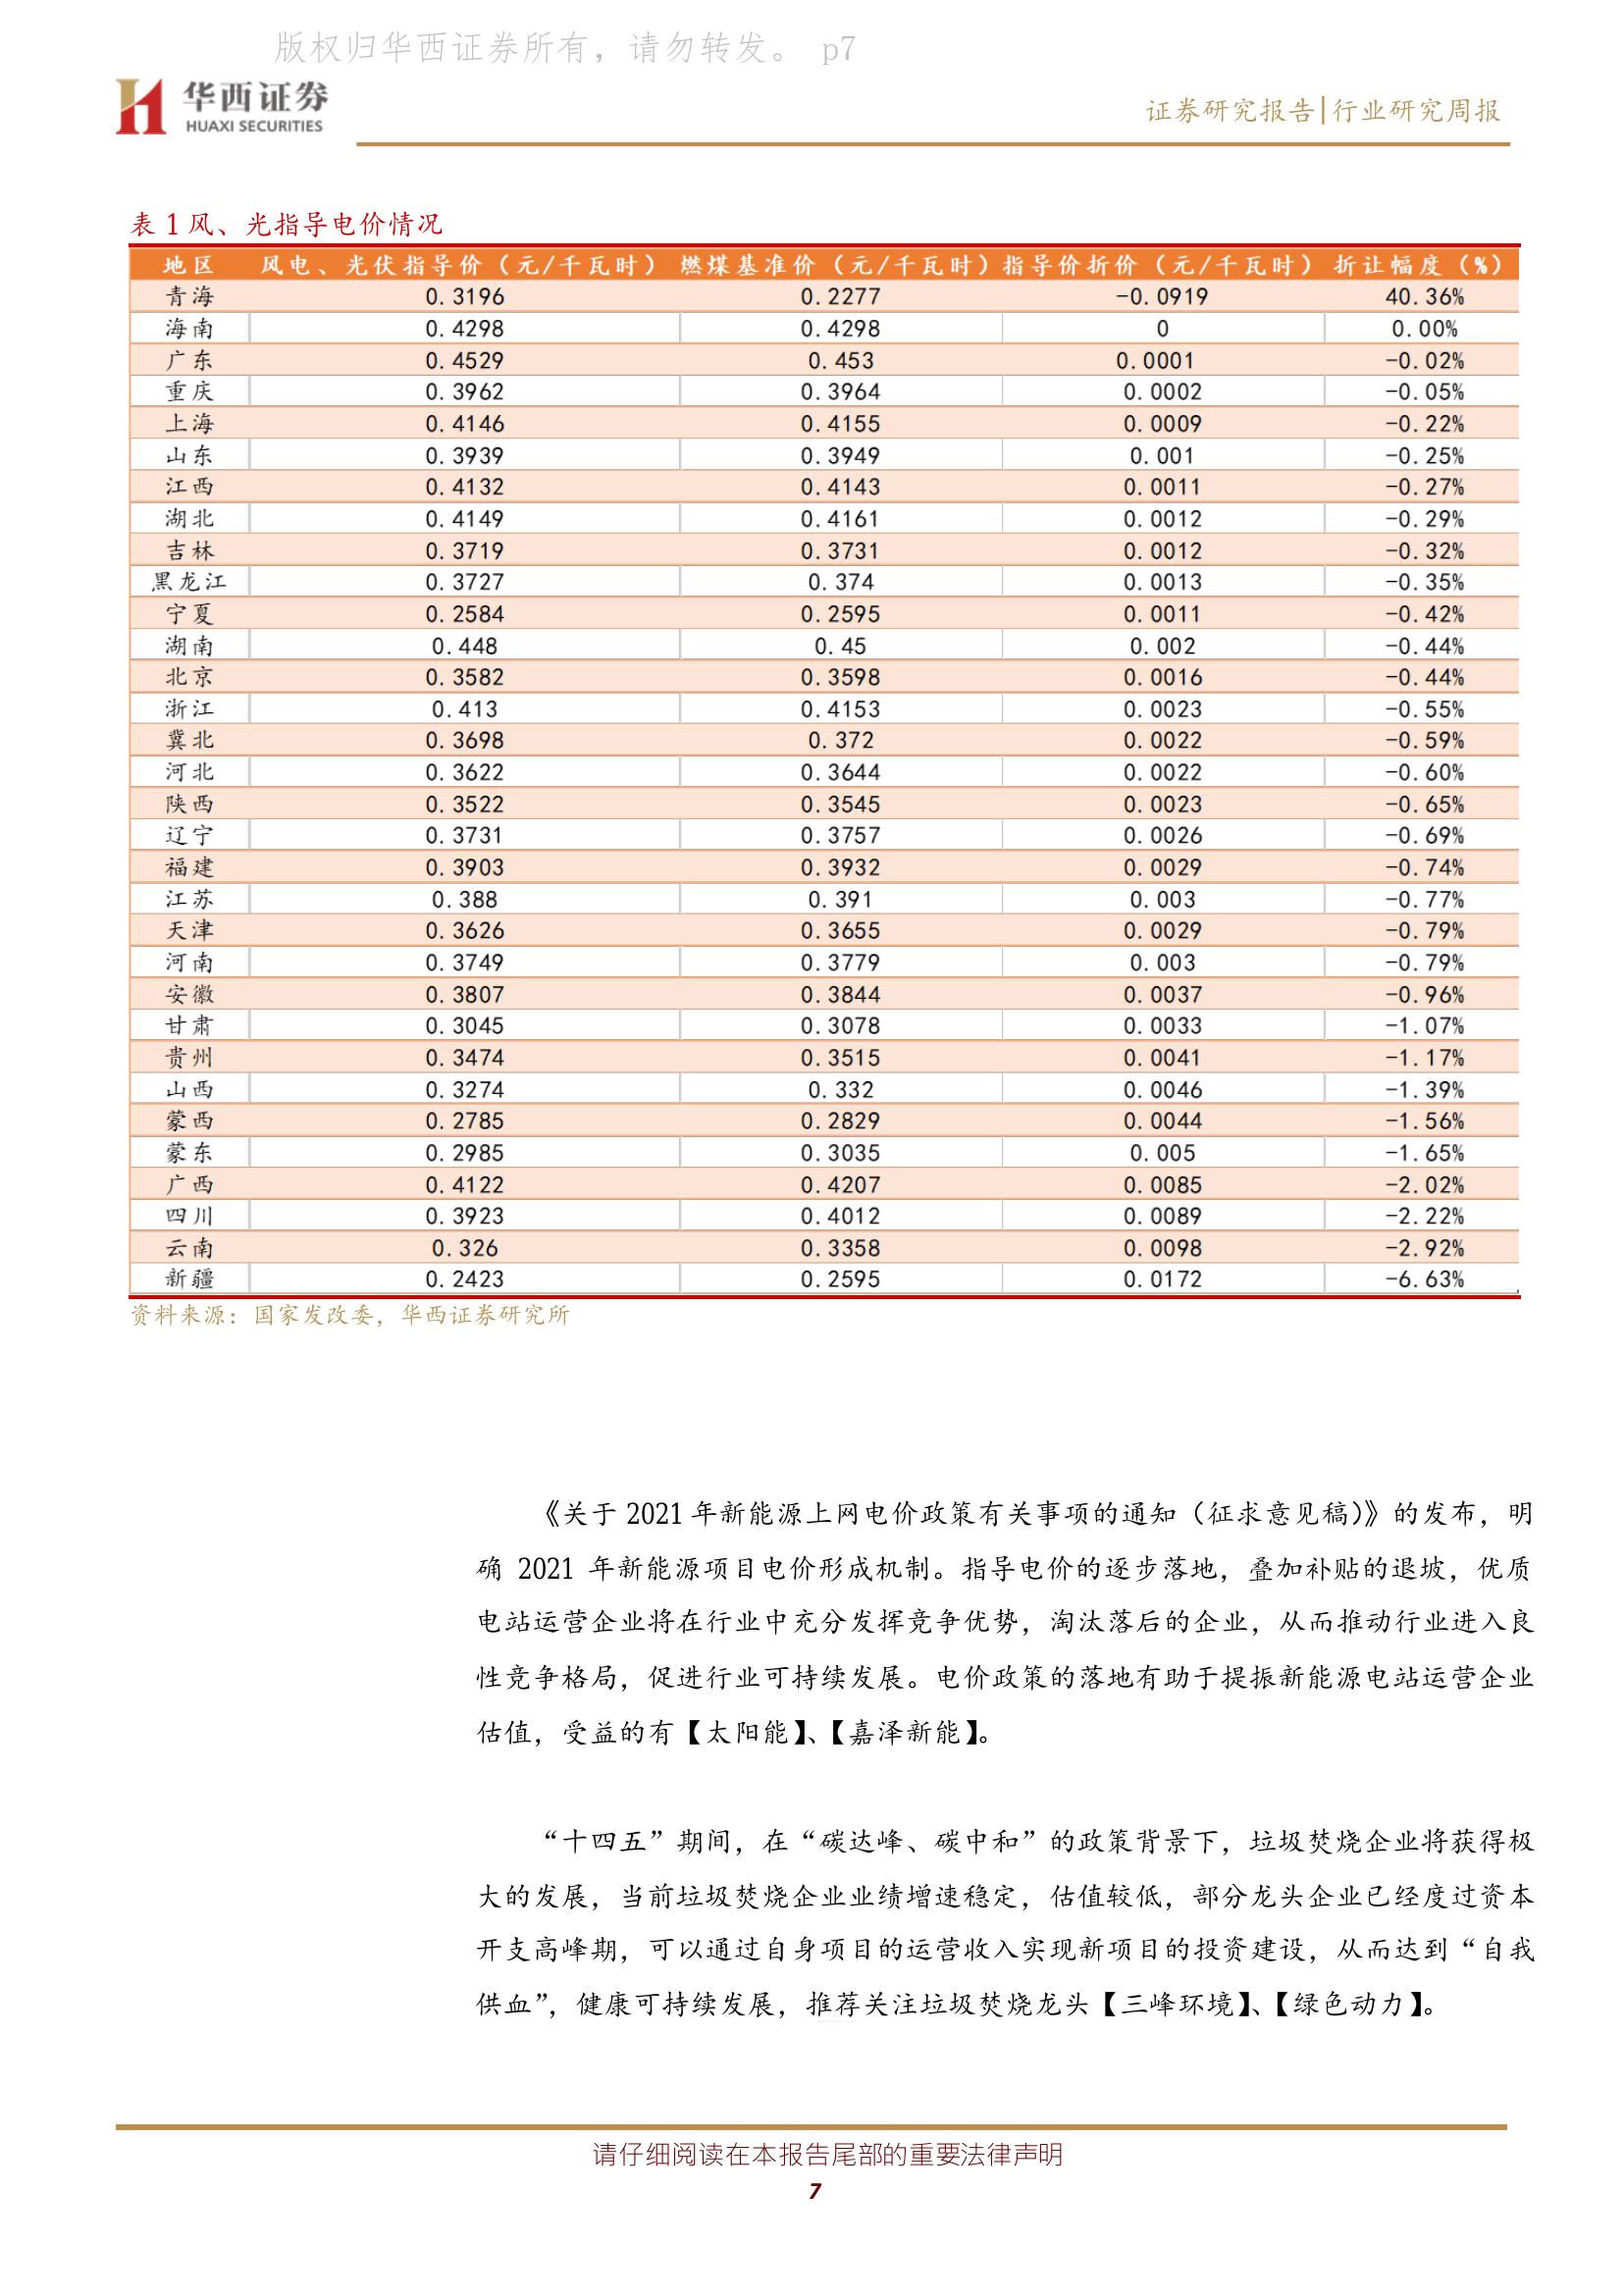 版权归华西证券所有，请勿转发。 p7
华西证券
HUAXI SECURITIES
证券研究报告|行业研究周报
表 1 风、光指导电价情况
地区 风电、光伏指导价（元/千瓦时） 燃煤基准价（元/千瓦时） 指导价折价（元/千瓦时） 折让幅度（%）
青海 0.3196 0.2277 -0.0919 40.36%
海南 0.4298 0.4298 0 0.00%
广东 0.4529 0.453 0.0001 -0.02%
重庆 0.3962 0.3964 0.0002 -0.05%
上海 0.4146 0.4155 0.0009 -0.22%
山东 0.3939 0.3949 0.001 -0.25%
江西 0.4132 0.4143 0.0011 -0.27%
湖北 0.4149 0.4161 0.0012 -0.29%
吉林 0.3719 0.3731 0.0012 -0.32%
黑龙江 0.3727 0.374 0.0013 -0.35%
宁夏 0.2584 0.2595 0.0011 -0.42%
湖南 0.448 0.45 0.002 -0.44%
北京 0.3582 0.3598 0.0016 -0.44%
浙江 0.413 0.4153 0.0023 -0.55%
冀北 0.3698 0.372 0.0022 -0.59%
河北 0.3622 0.3644 0.0022 -0.60%
陕西 0.3522 0.3545 0.0023 -0.65%
辽宁 0.3731 0.3757 0.0026 -0.69%
福建 0.3903 0.3932 0.0029 -0.74%
江苏 0.388 0.391 0.003 -0.77%
天津 0.3626 0.3655 0.0029 -0.79%
河南 0.3749 0.3779 0.003 -0.79%
安徽 0.3807 0.3844 0.0037 -0.96%
甘肃 0.3045 0.3078 0.0033 -1.07%
贵州 0.3474 0.3515 0.0041 -1.17%
山西 0.3274 0.332 0.0046 -1.39%
蒙西 0.2785 0.2829 0.0044 -1.56%
蒙东 0.2985 0.3035 0.005 -1.65%
广西 0.4122 0.4207 0.0085 -2.02%
四川 0.3923 0.4012 0.0089 -2.22%
云南 0.326 0.3358 0.0098 -2.92%
新疆 0.2423 0.2595 0.0172 -6.63%
资料来源：国家发改委，华西证券研究所
《关于 2021 年新能源上网电价政策有关事项的通知（征求意见稿）》的发布，明
确 2021 年新能源项目电价形成机制。指导电价的逐步落地，叠加补贴的退坡，优质
电站运营企业将在行业中充分发挥竞争优势，淘汰落后的企业，从而推动行业进入良
性竞争格局，促进行业可持续发展。电价政策的落地有助于提振新能源电站运营企业
估值，受益的有【太阳能】、【嘉泽新能】。
“十四五”期间，在“碳达峰、碳中和”的政策背景下，垃圾焚烧企业将获得极
大的发展，当前垃圾焚烧企业业绩增速稳定，估值较低，部分龙头企业已经度过资本
开支高峰期，可以通过自身项目的运营收入实现新项目的投资建设，从而达到“自我
供血”，健康可持续发展，推荐关注垃圾焚烧龙头【三峰环境】、【绿色动力】。
请仔细阅读在本报告尾部的重要法律声明
7